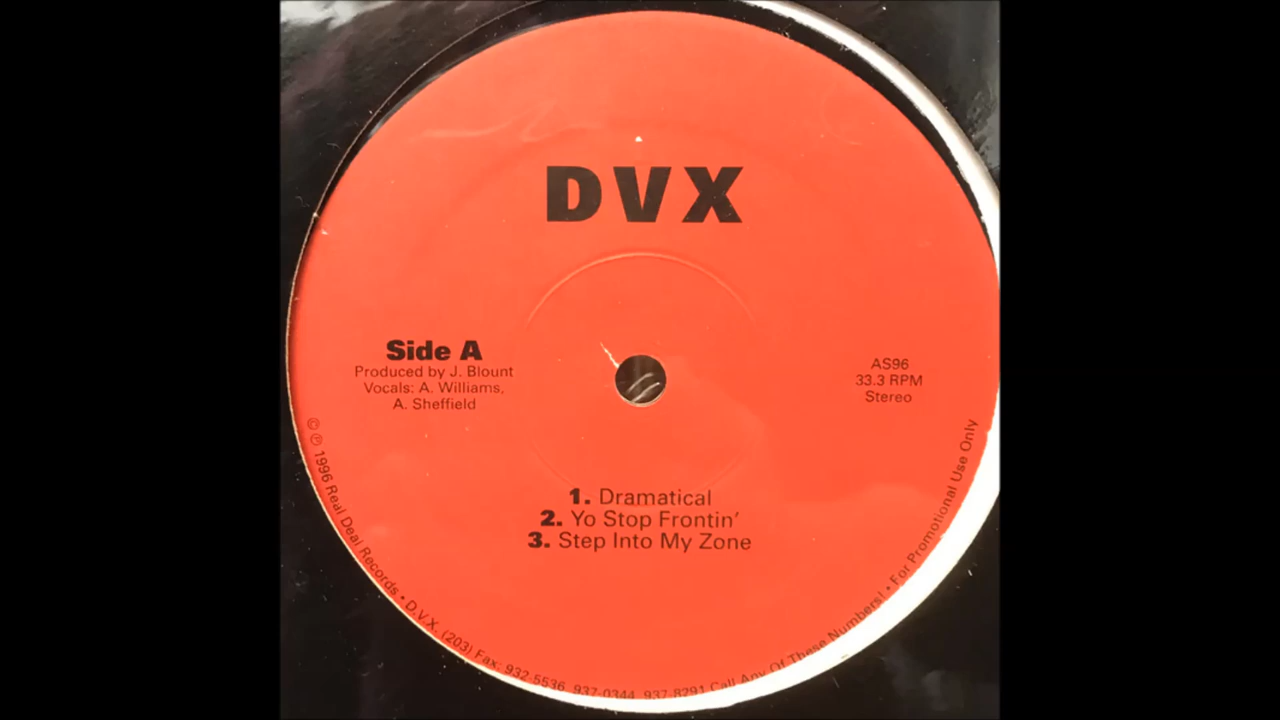 DVX
Side A
Produced by J. Blount
Vocals: A. Williams,
A. Sheffield
AS96
33.3 RPM
Stereo
1. Dramatical
2. Yo Stop Frontin'
3. Step Into My Zone
© ℗ 1996 Real Deal Records • D.V.X. (203) Fax: 932-5536, 937-0344, 937-8291 Call Any Of These Numbers! • For Promotional Use Only